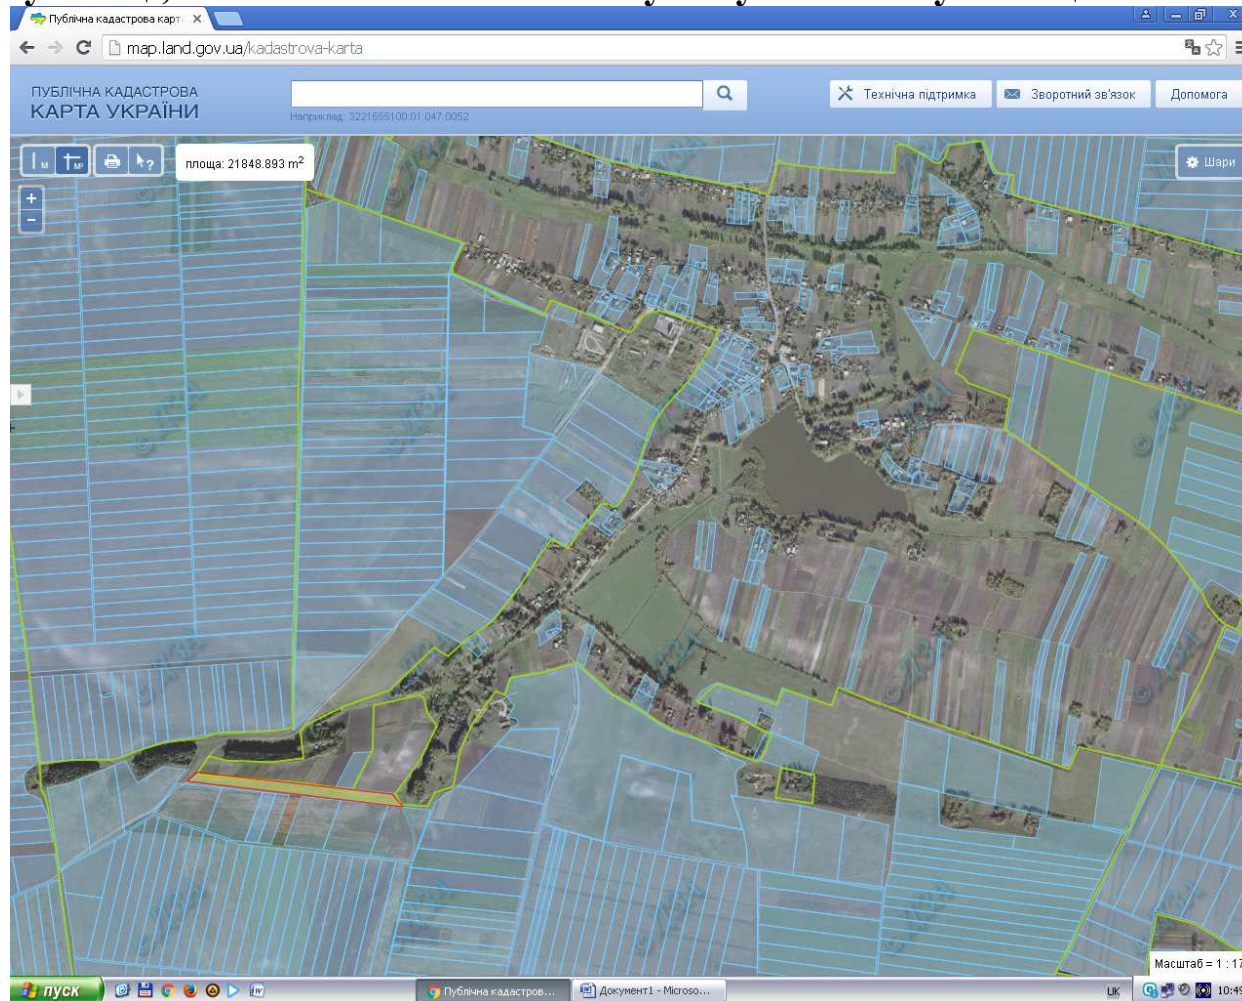 Публічна кадастрова карт
map.land.gov.ua/kadastrova-karta
ПУБЛІЧНА КАДАСТРОВА
КАРТА УКРАЇНИ
Наприклад: 3221655100:01:047:0052
Технічна підтримка
Зворотний зв'язок
Допомога
площа: 21848.893 m²
Шари
Масштаб = 1 : 17
пуск
Публічна кадастров...
Документ1 - Microso...
UK
10:49